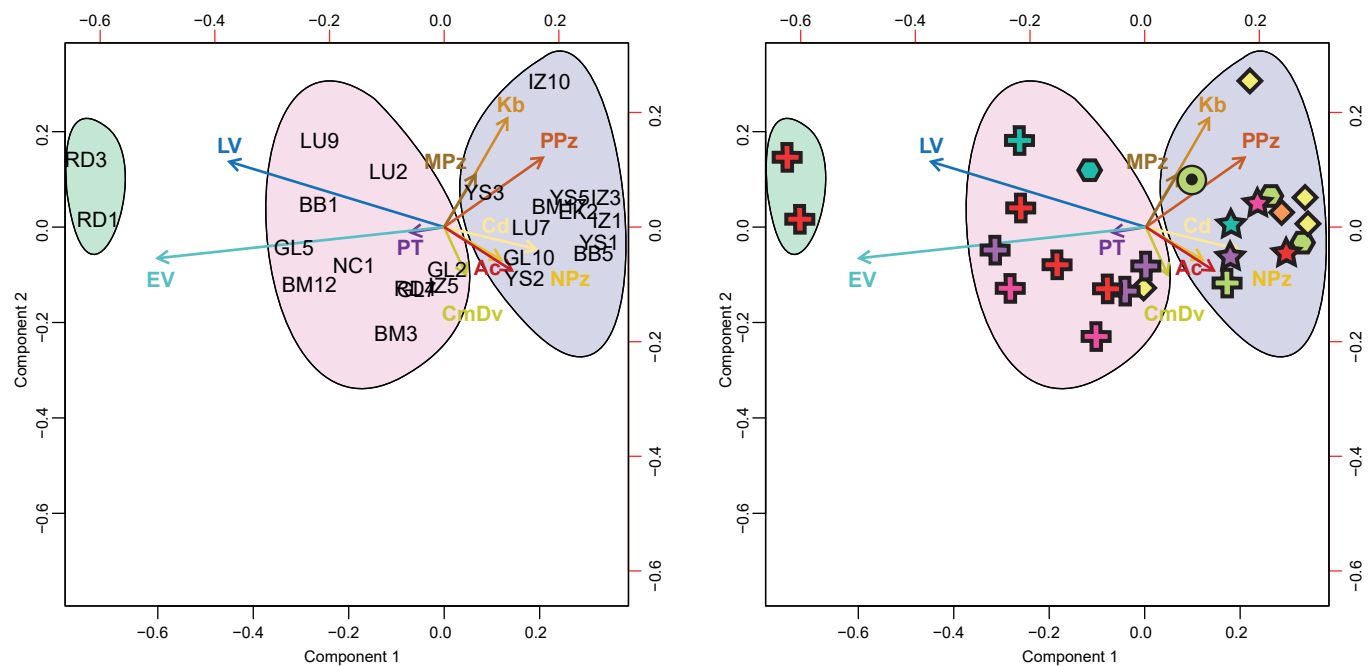 −0.6 −0.4 −0.2 0.0 0.2
−0.6 −0.4 −0.2 0.0 0.2
IZ10
Kb
Kb
0.2 LU9 LV MPz PPz 0.2
0.2 LV MPz PPz 0.2
RD3 LU2
BB1 YS3 YS5 IZ3
BM1 EK2
RD1 LU7 IZ1
0.0 PT Cd 0.0
0.0 PT Cd 0.0
GL5 YS1
NC1 GL10 BB5
EV BM12 GL2 Ac YS2 NPz
EV Ac NPz
GL7 IZ5
CmDv
CmDv
BM3
−0.2 −0.2
−0.2 −0.2
−0.4 −0.4
−0.4 −0.4
−0.6 −0.6
−0.6 −0.6
Component 2
Component 2
−0.6 −0.4 −0.2 0.0 0.2
−0.6 −0.4 −0.2 0.0 0.2
Component 1
Component 1